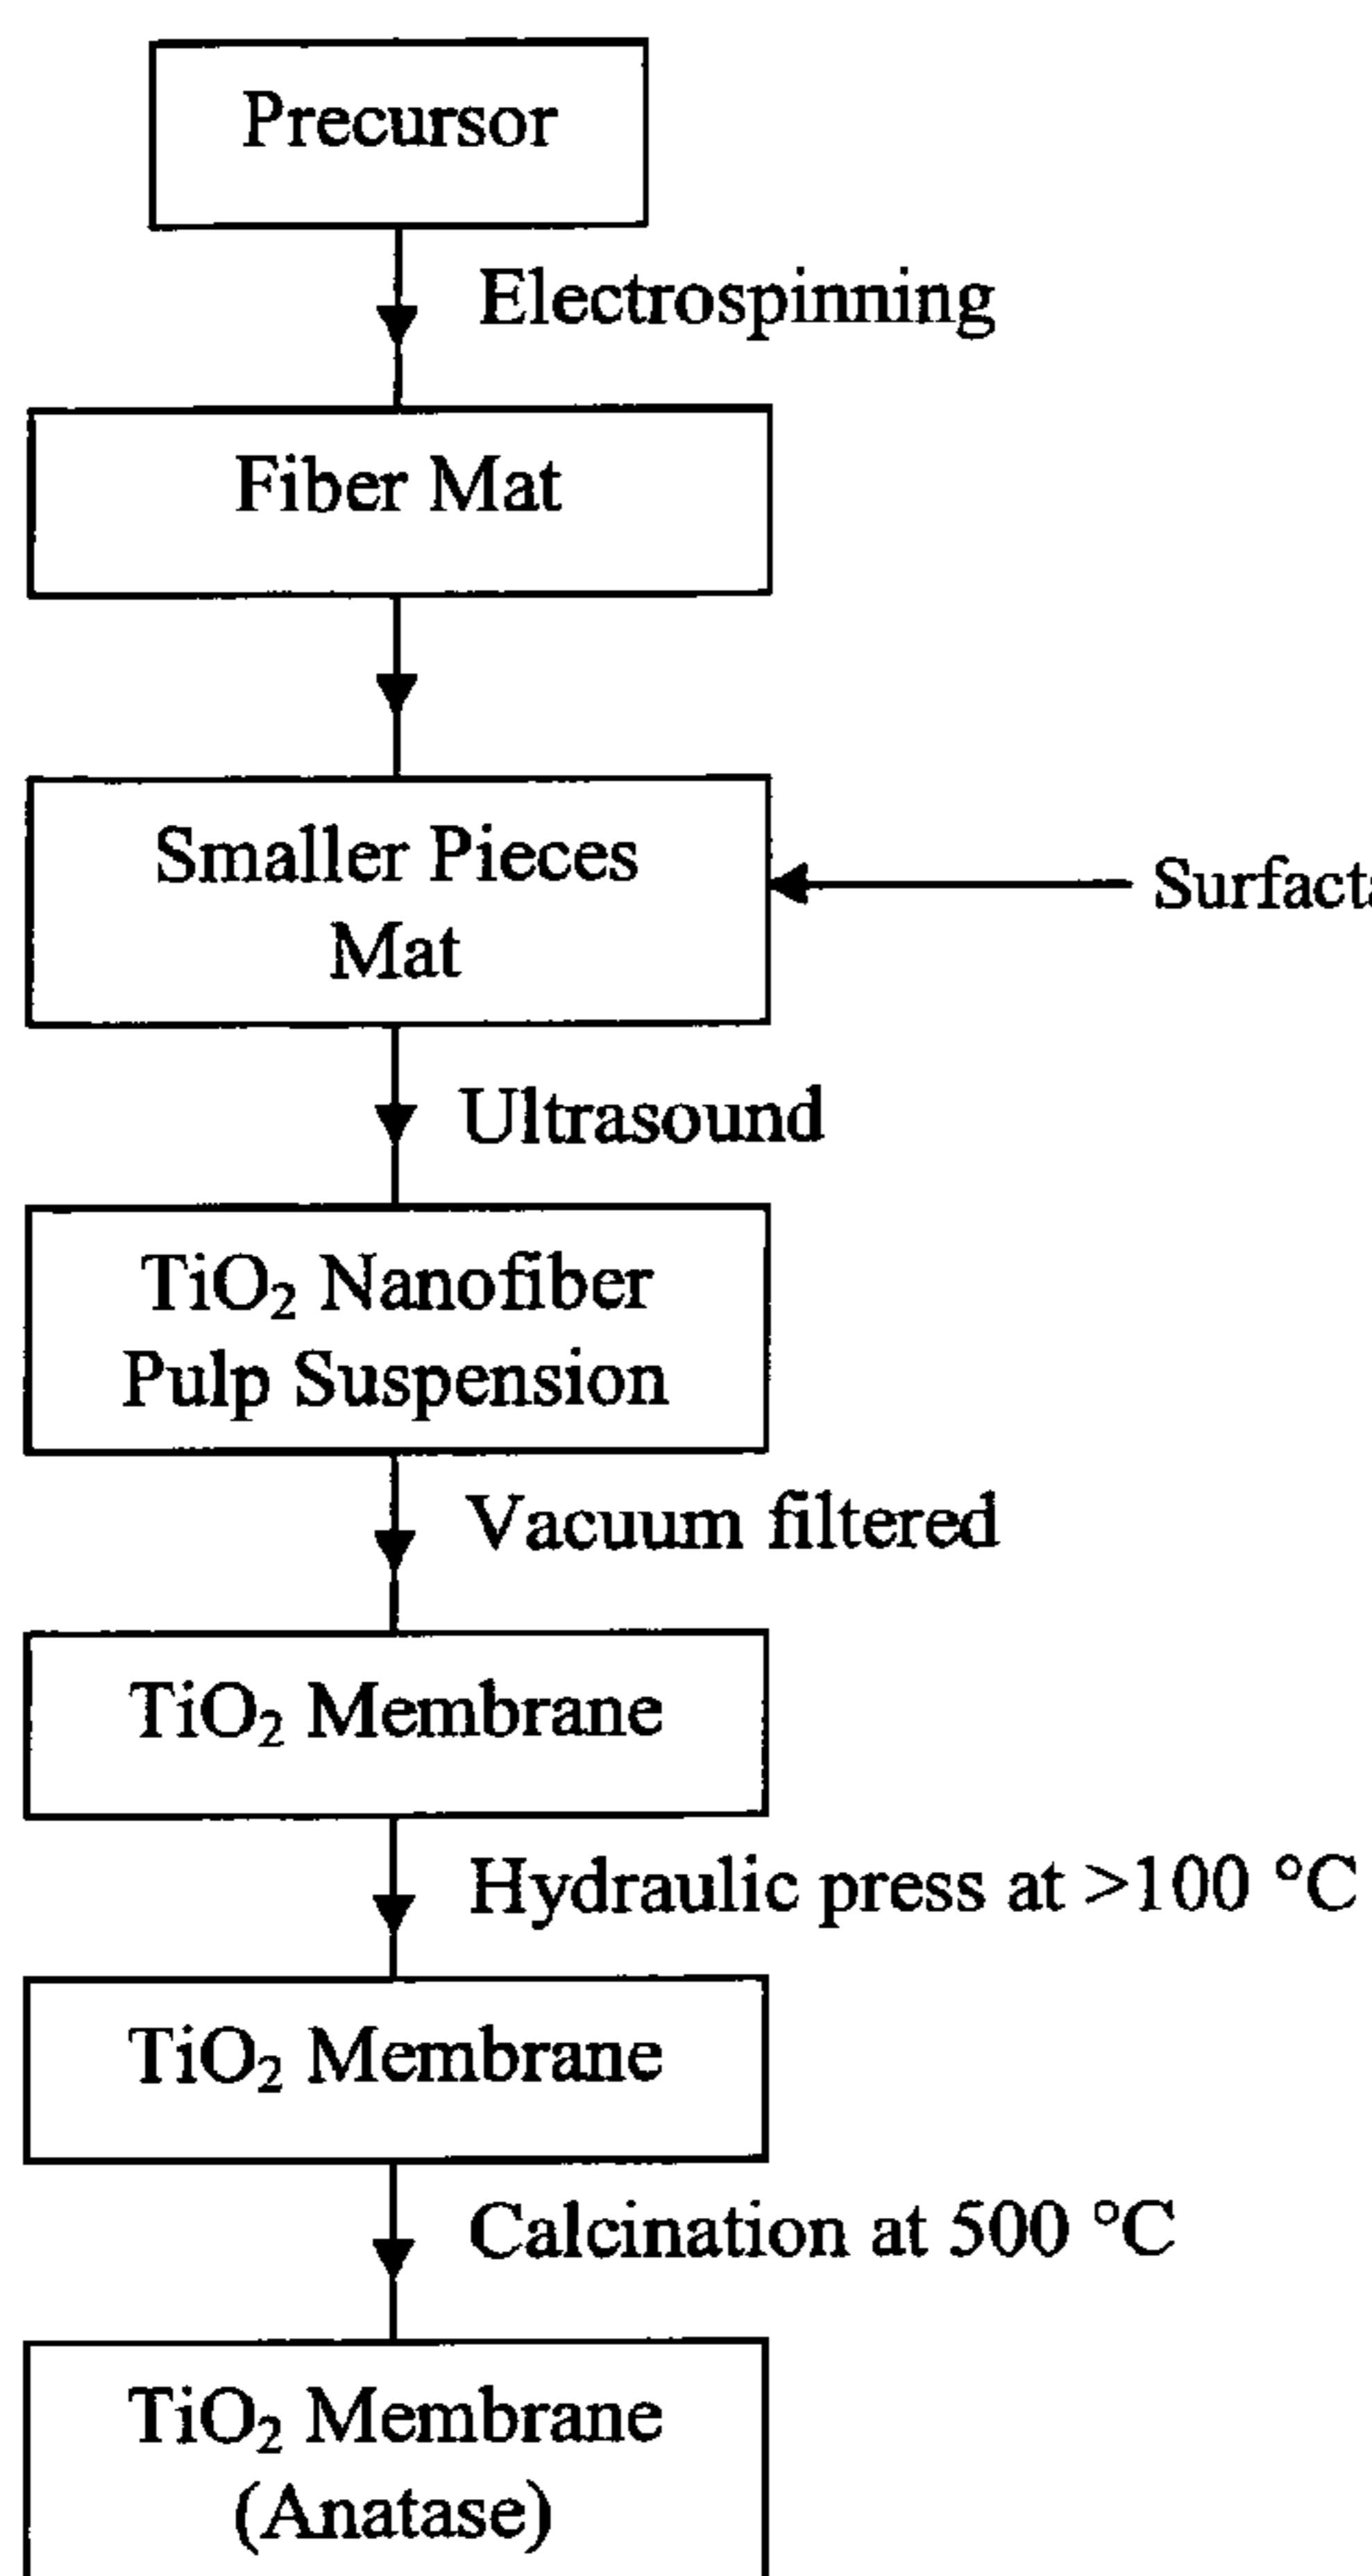 Precursor
Electrospinning
Fiber Mat
Smaller Pieces
Mat
Ultrasound
TiO₂ Nanofiber
Pulp Suspension
Vacuum filtered
TiO₂ Membrane
Hydraulic press at >100 °C
TiO₂ Membrane
Calcination at 500 °C
TiO₂ Membrane
(Anatase)